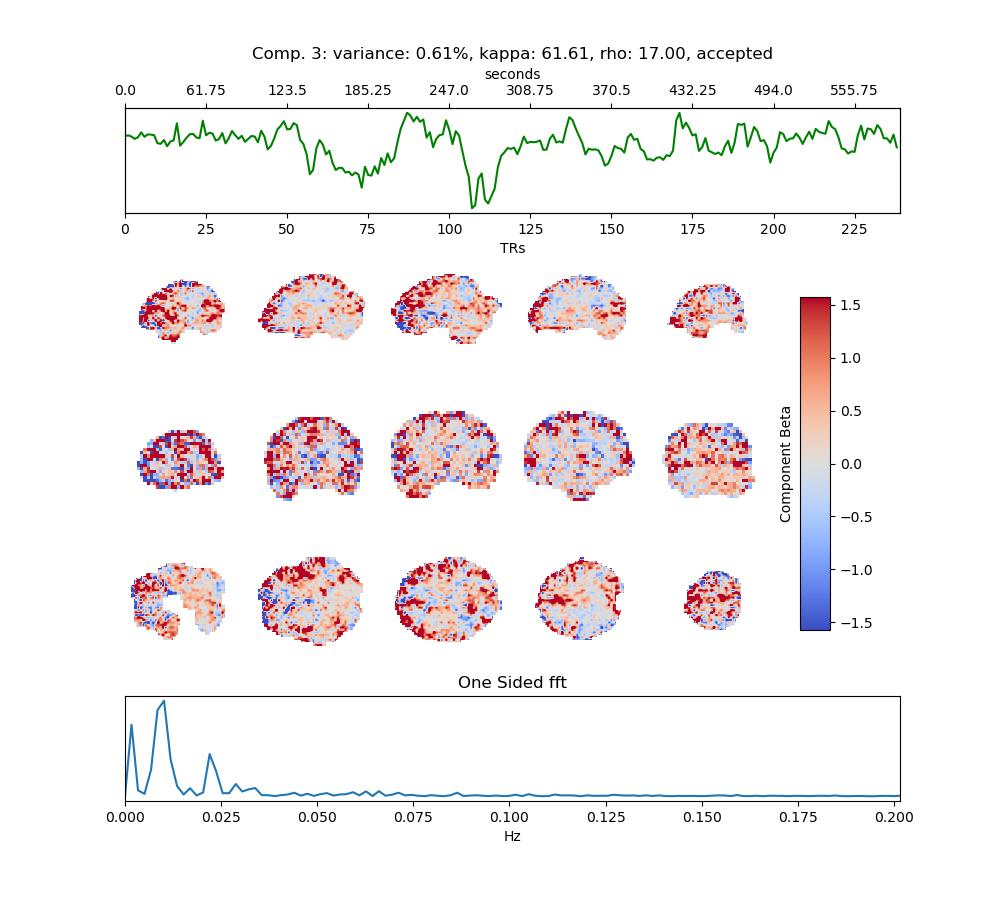 Comp. 3: variance: 0.61%, kappa: 61.61, rho: 17.00, accepted
seconds
0.0 61.75 123.5 185.25 247.0 308.75 370.5 432.25 494.0 555.75
0 25 50 75 100 125 150 175 200 225
TRs
1.5
1.0
0.5
0.0
−0.5
−1.0
−1.5
Component Beta
One Sided fft
0.000 0.025 0.050 0.075 0.100 0.125 0.150 0.175 0.200
Hz